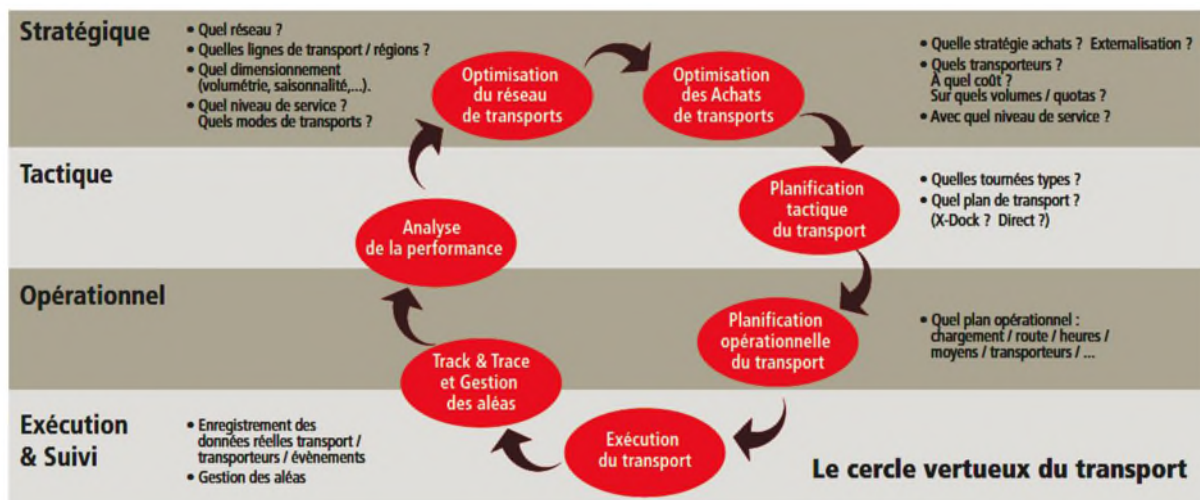 Stratégique
• Quel réseau ?
• Quelles lignes de transport / régions ?
• Quel dimensionnement
(volumétrie, saisonnalité,...).
• Quel niveau de service ?
Quels modes de transports ?
Optimisation
du réseau
de transports
Optimisation
des Achats
de transports
• Quelle stratégie achats ? Externalisation ?
• Quels transporteurs ?
À quel coût ?
Sur quels volumes / quotas ?
• Avec quel niveau de service ?
Tactique
Analyse
de la performance
Planification
tactique
du transport
• Quelles tournées types ?
• Quel plan de transport ?
(X-Dock ? Direct ?)
Opérationnel
Track & Trace
et Gestion
des aléas
Planification
opérationnelle
du transport
• Quel plan opérationnel :
chargement / route / heures /
moyens / transporteurs / ...
Exécution
& Suivi
• Enregistrement des
données réelles transport /
transporteurs / évènements
• Gestion des aléas
Exécution
du transport
Le cercle vertueux du transport